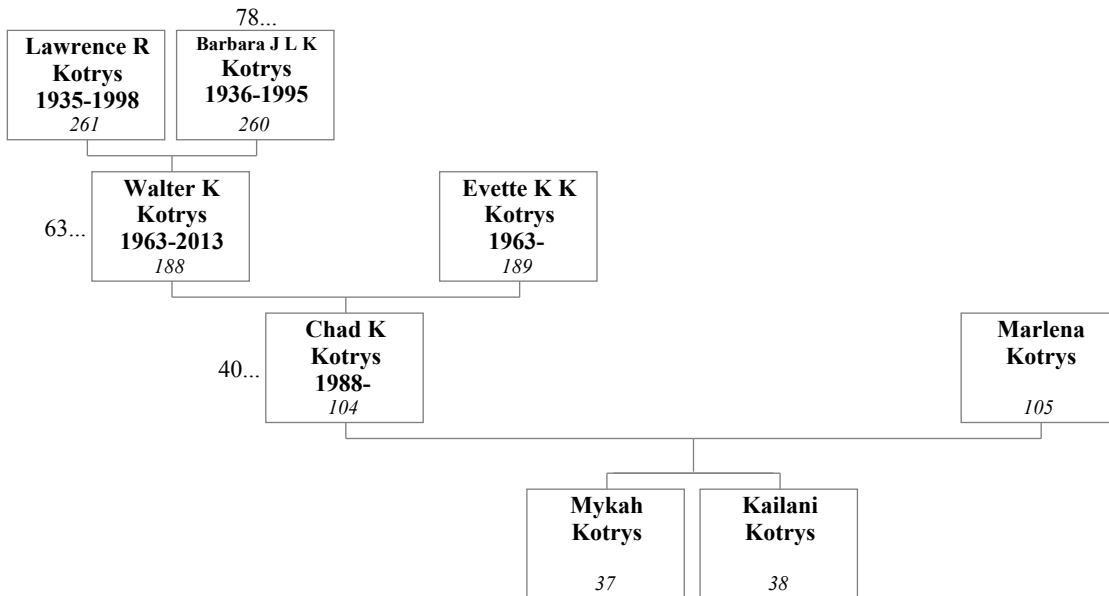 78...
Lawrence R
Kotrys
1935-1998
261
Barbara J L K
Kotrys
1936-1995
260
63...
Walter K
Kotrys
1963-2013
188
Evette K K
Kotrys
1963-
189
40...
Chad K
Kotrys
1988-
104
Marlena
Kotrys
105
Mykah
Kotrys
37
Kailani
Kotrys
38